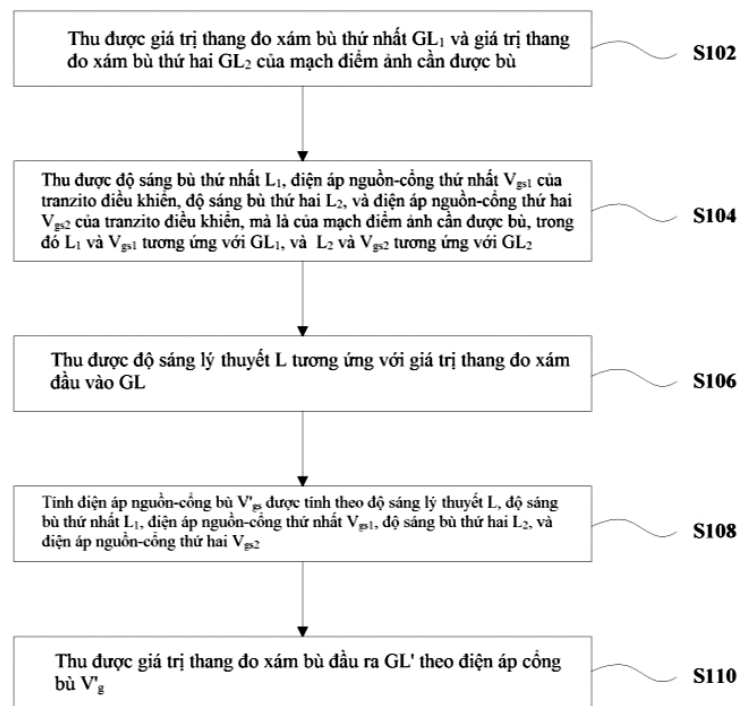 Thu được giá trị thang đo xám bù thứ nhất GL₁ và giá trị thang
đo xám bù thứ hai GL₂ của mạch điểm ảnh cần được bù
S102
Thu được độ sáng bù thứ nhất L₁, điện áp nguồn-cổng thứ nhất Vgs1 của
tranzito điều khiển, độ sáng bù thứ hai L₂, và điện áp nguồn-cổng thứ hai
Vgs2 của tranzito điều khiển, mà là của mạch điểm ảnh cần được bù, trong
đó L₁ và Vgs1 tương ứng với GL₁, và L₂ và Vgs2 tương ứng với GL₂
S104
Thu được độ sáng lý thuyết L tương ứng với giá trị thang đo xám
đầu vào GL
S106
Tính điện áp nguồn-cổng bù V'gs được tính theo độ sáng lý thuyết L, độ sáng
bù thứ nhất L₁, điện áp nguồn-cổng thứ nhất Vgs1, độ sáng bù thứ hai L₂, và
điện áp nguồn-cổng thứ hai Vgs2
S108
Thu được giá trị thang đo xám bù đầu ra GL' theo điện áp cổng
bù V'g
S110